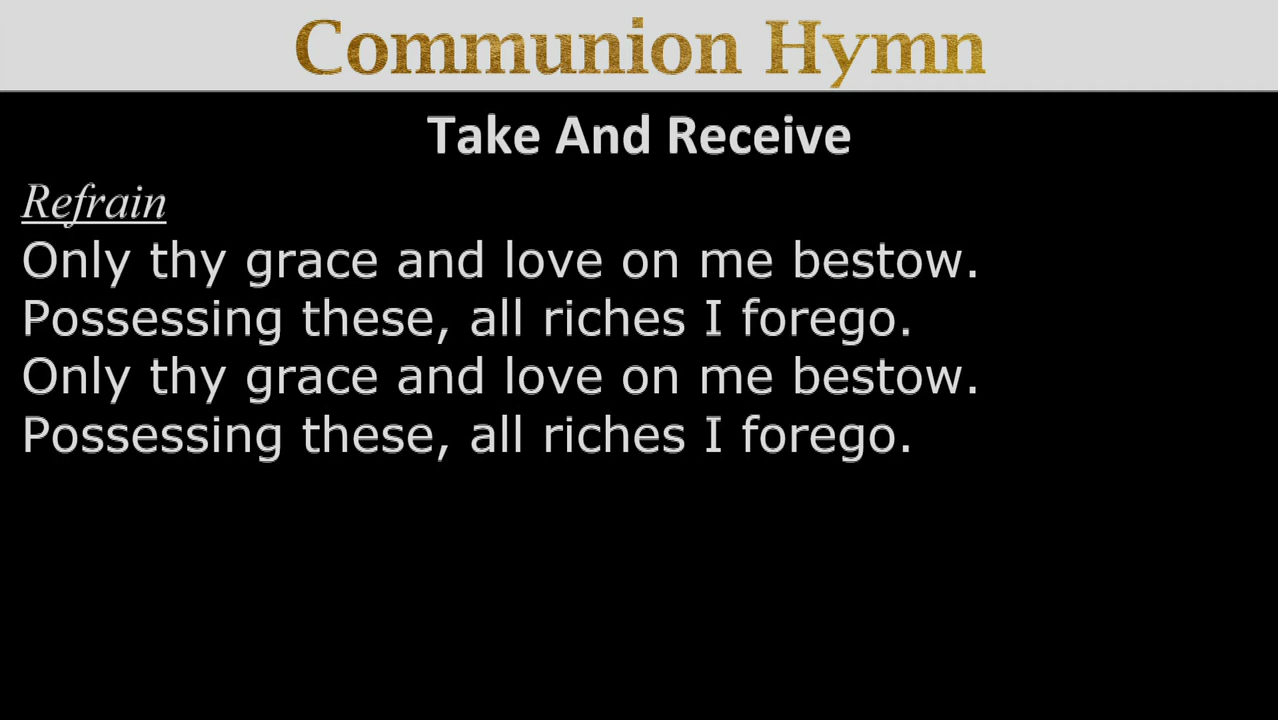 Communion Hymn
Take And Receive
Refrain
Only thy grace and love on me bestow.
Possessing these, all riches I forego.
Only thy grace and love on me bestow.
Possessing these, all riches I forego.